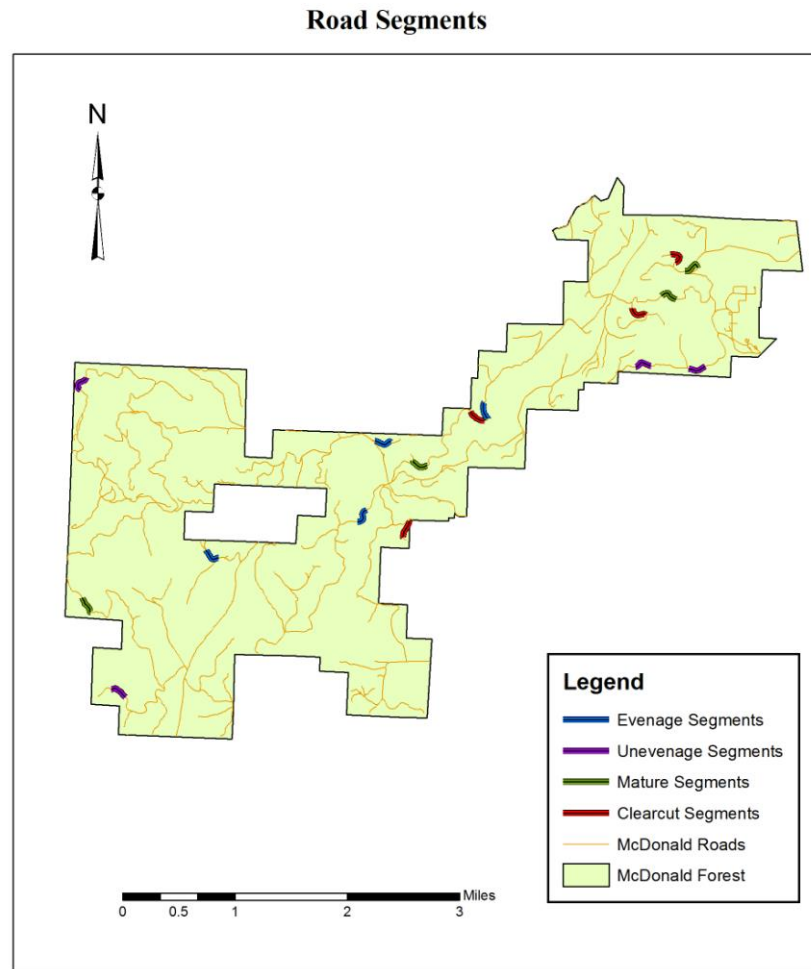 Road Segments
N
Legend
Evenage Segments
Unevenage Segments
Mature Segments
Clearcut Segments
McDonald Roads
McDonald Forest
Miles
0 0.5 1 2 3